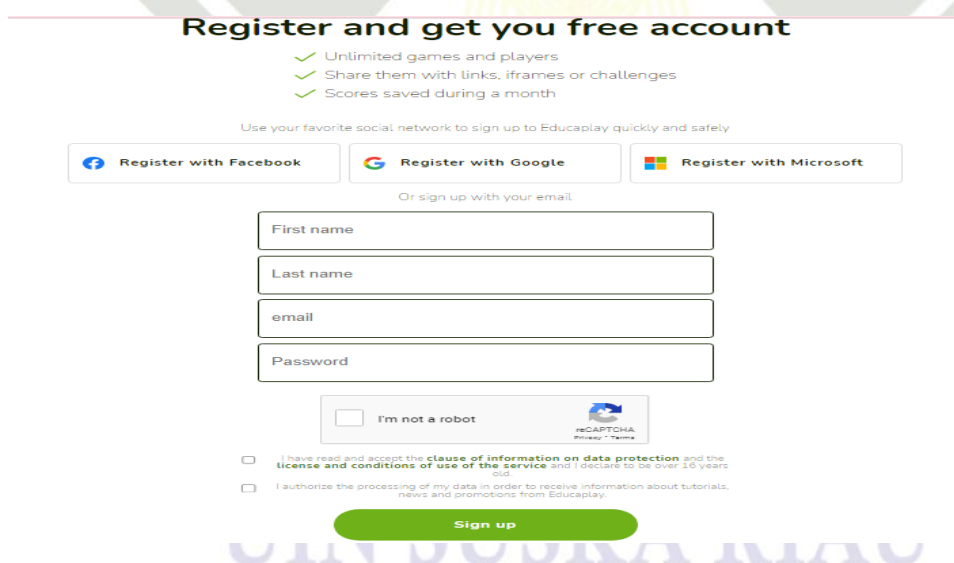 Register and get you free account
Unlimited games and players
Share them with links, iframes or challenges
Scores saved during a month
Use your favorite social network to sign up to Educaplay quickly and safely
Register with Facebook
Register with Google
Register with Microsoft
Or sign up with your email
First name
Last name
email
Password
I'm not a robot
reCAPTCHA
Privacy - Terms
I have read and accept the clause of information on data protection and the
license and conditions of use of the service and I declare to be over 16 years
old.
I authorize the processing of my data in order to receive information about tutorials,
news and promotions from Educaplay.
Sign up
UIN SUSKA RIAU